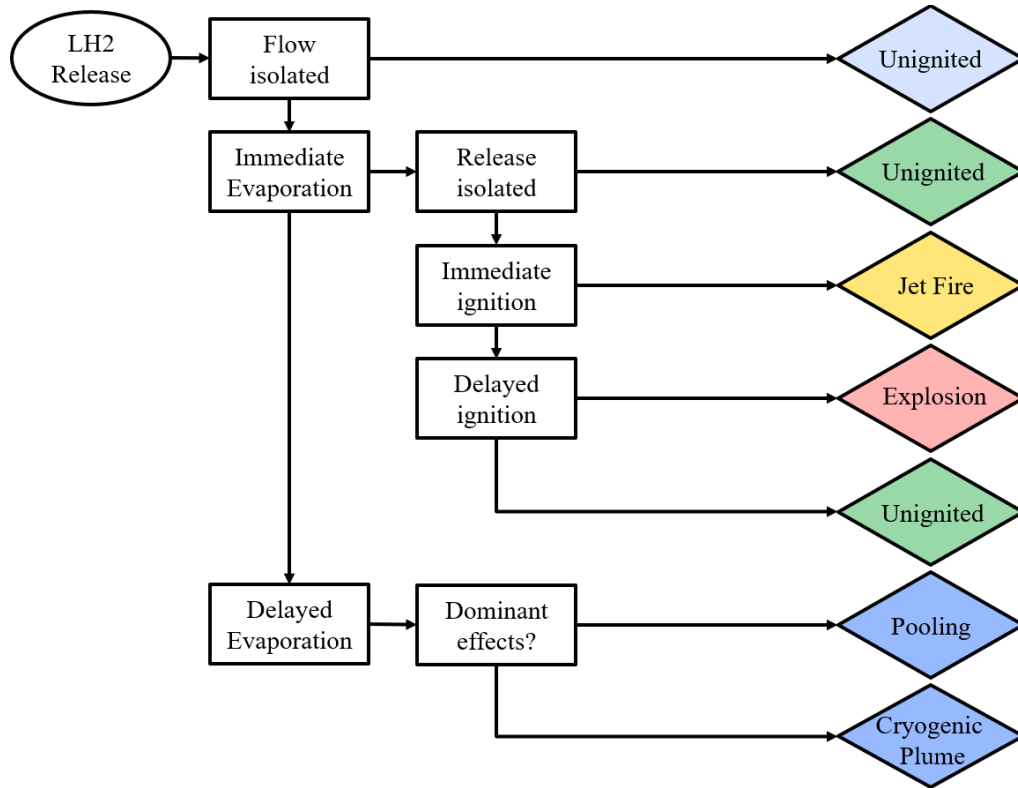 LH2
Release
Flow
isolated
Unignited
Immediate
Evaporation
Release
isolated
Unignited
Immediate
ignition
Jet Fire
Delayed
ignition
Explosion
Unignited
Delayed
Evaporation
Dominant
effects?
Pooling
Cryogenic
Plume